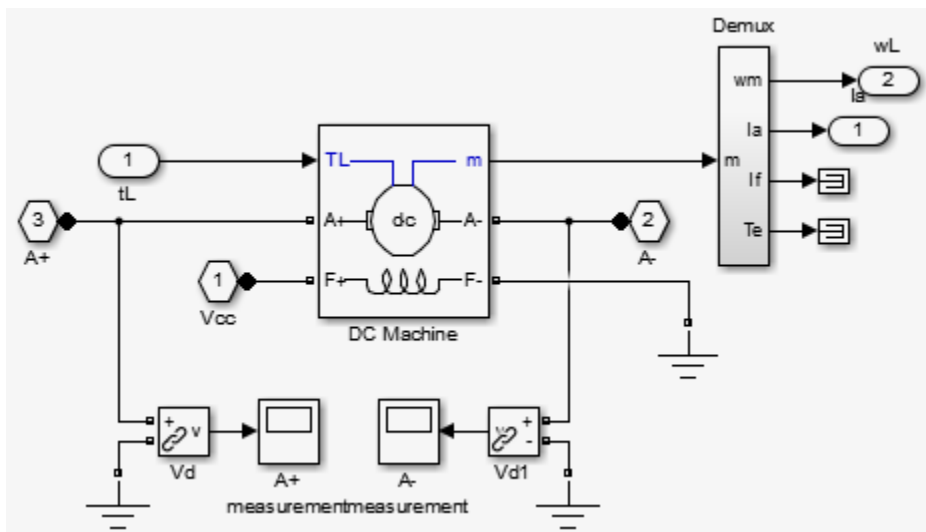 Demux
wL
wm
2
Ia
Ia
1
m
If
Te
1
tL
TL
m
3
A+
A+
dc
A-
2
A-
1
Vcc
F+
F-
DC Machine
+
-
v
Vd
A+
measurement
A-
measurement
v
+
-
Vd1